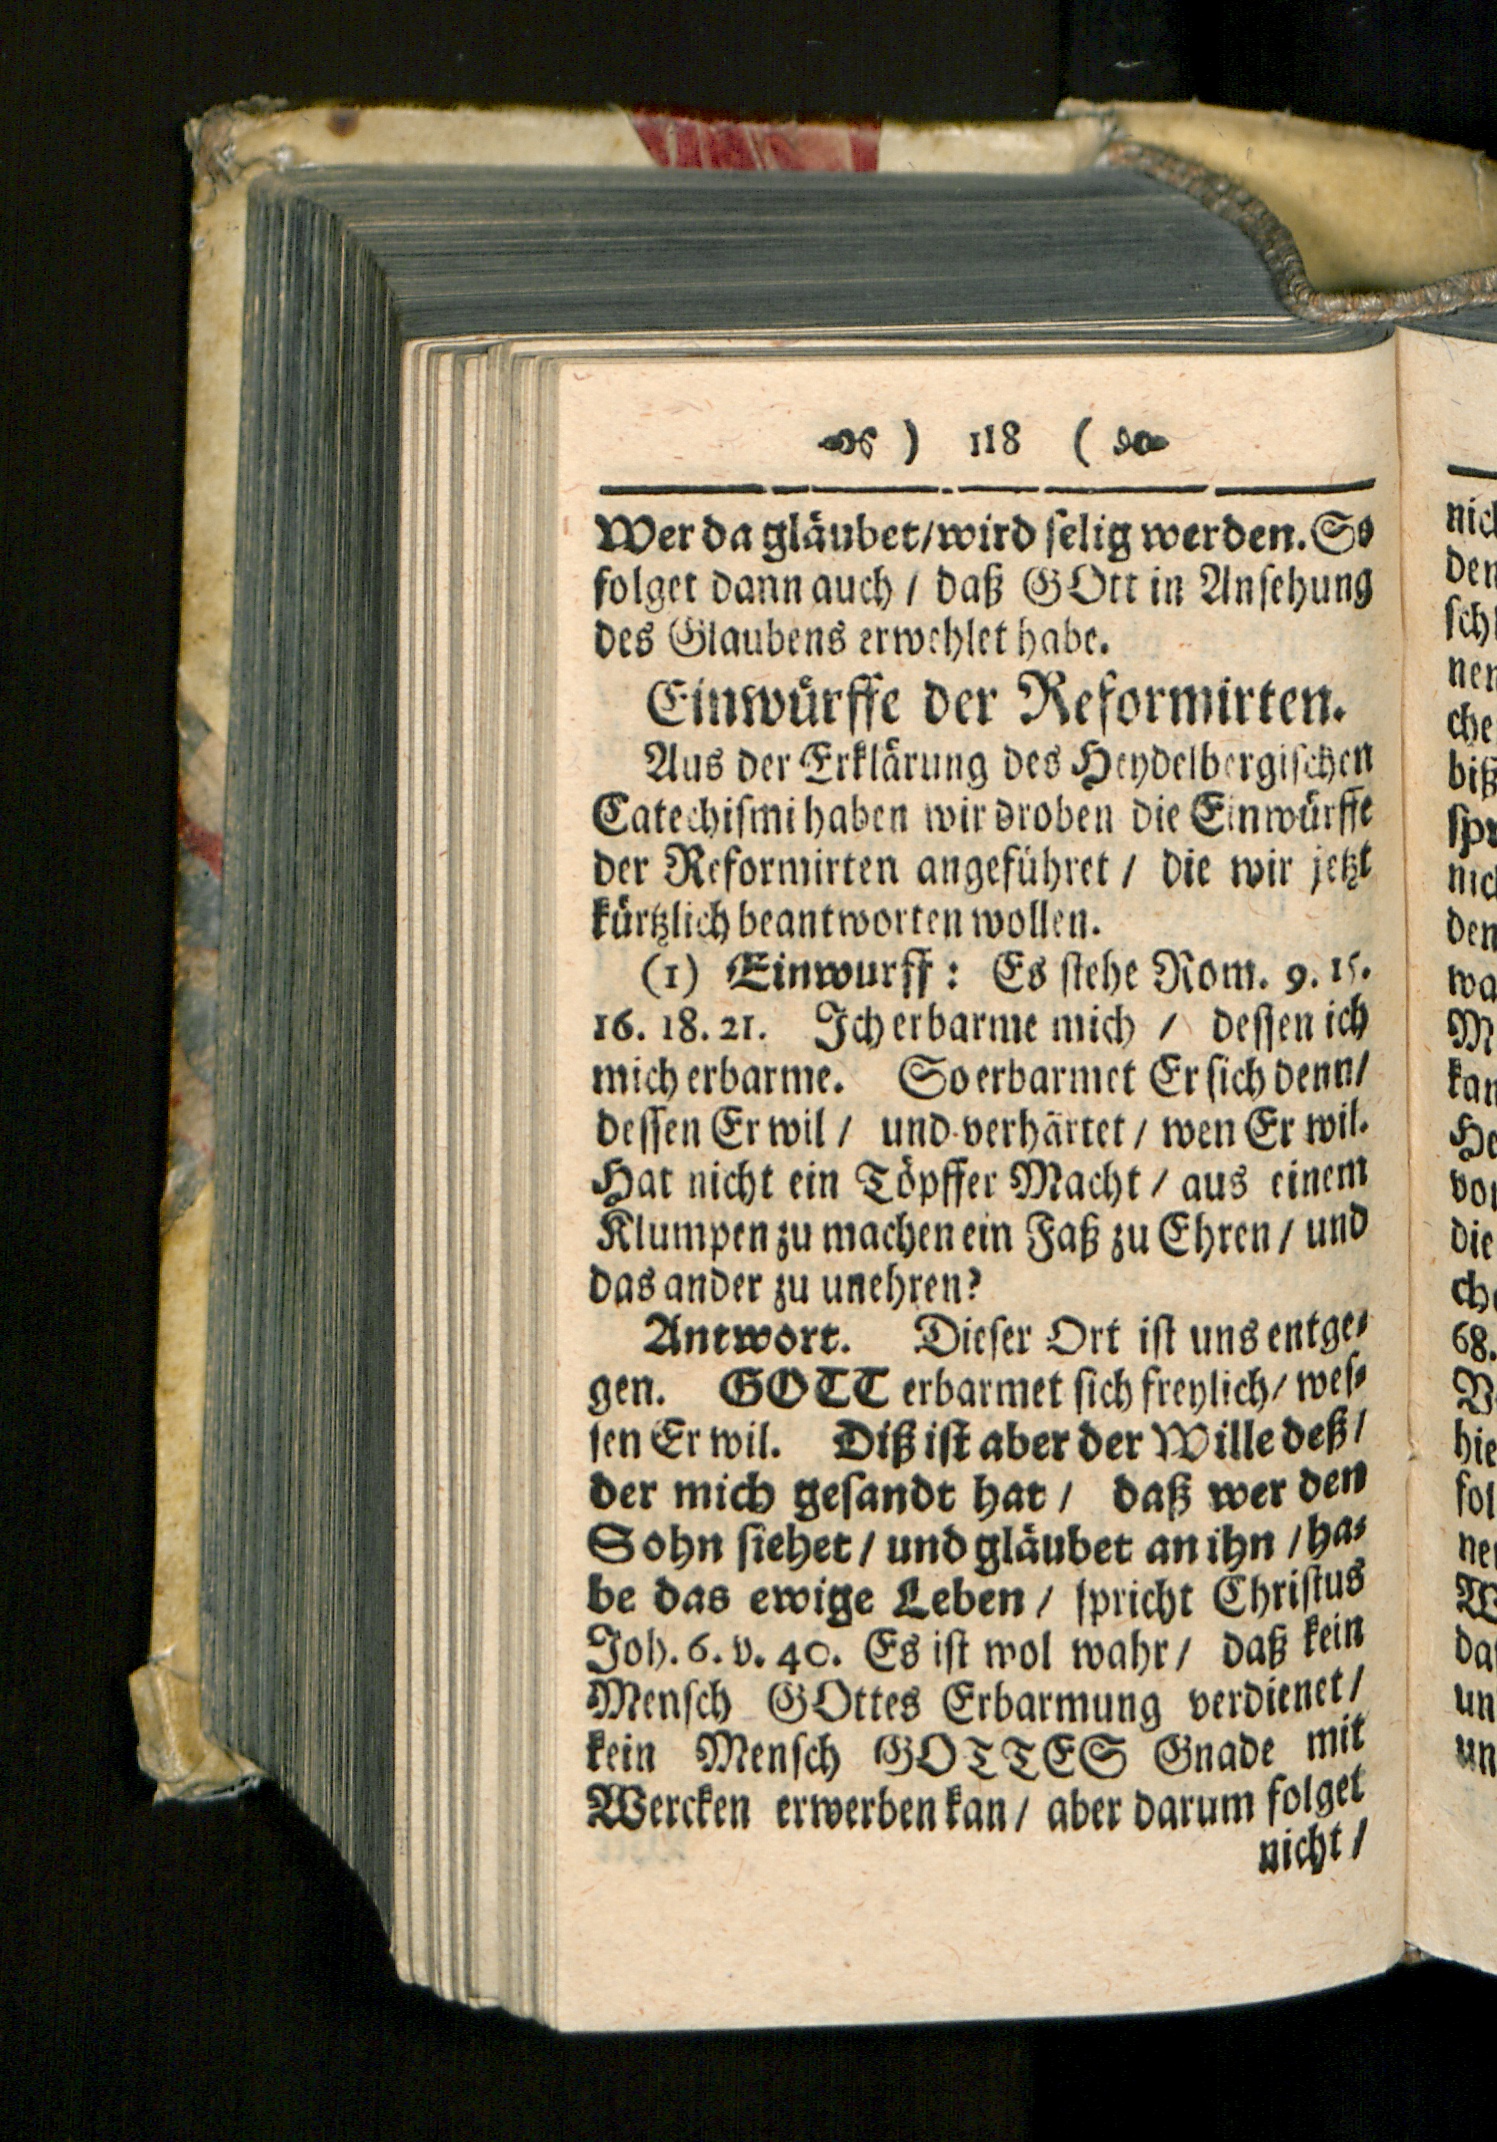 ) 118 (
Wer da gläubet/ wird selig werden. So
folget dann auch / daß GOtt in Ansehung
des Glaubens erwehlet habe.
Einwürffe der Reformirten.
Aus der Erklärung des Heydelbergischen
Catechismi haben wir droben die Einwürffe
der Reformirten angeführet / die wir jetzt
kürtzlich beantworten wollen.
(1) Einwurff: Es stehe Rom. 9. 15.
16. 18. 21. Ich erbarme mich / dessen ich
mich erbarme. So erbarmet Er sich denn/
dessen Er wil / und verhärtet / wen Er wil.
Hat nicht ein Töpffer Macht / aus einem
Klumpen zu machen ein Faß zu Ehren / und
das ander zu unehren?
Antwort. Dieser Ort ist uns entge-
gen. GOTT erbarmet sich freylich/ wes-
sen Er wil. Diß ist aber der Wille deß/
der mich gesandt hat / daß wer den
Sohn siehet / und gläubet an ihn / ha-
be das ewige Leben / spricht Christus
Joh. 6. v. 40. Es ist wol wahr / daß kein
Mensch GOttes Erbarmung verdienet/
kein Mensch GOTTES Gnade mit
Wercken erwerben kan / aber darum folget
nicht /